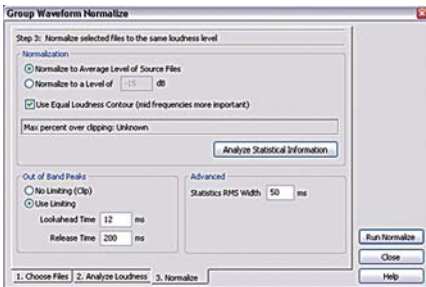 Group Waveform Normalize
Step 3: Normalize selected files to the same loudness level
Normalization
Normalize to Average Level of Source Files
Normalize to a Level of -15 dB
Use Equal Loudness Contour (mid frequencies more important)
Max percent over clipping: Unknown
Analyze Statistical Information
Out of Band Peaks
No Limiting (Clip)
Use Limiting
Lookahead Time 12 ms
Release Time 200 ms
Advanced
Statistics RMS Width 50 ms
Run Normalize
Close
Help
1. Choose Files 2. Analyze Loudness 3. Normalize